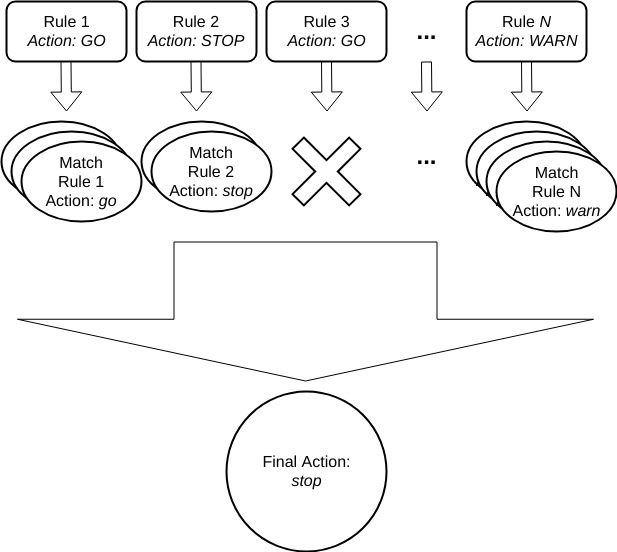 Rule 1
Action: GO
Rule 2
Action: STOP
Rule 3
Action: GO
...
Rule N
Action: WARN
Match
Rule 1
Action: go
Match
Rule 2
Action: stop
...
Match
Rule N
Action: warn
Final Action:
stop